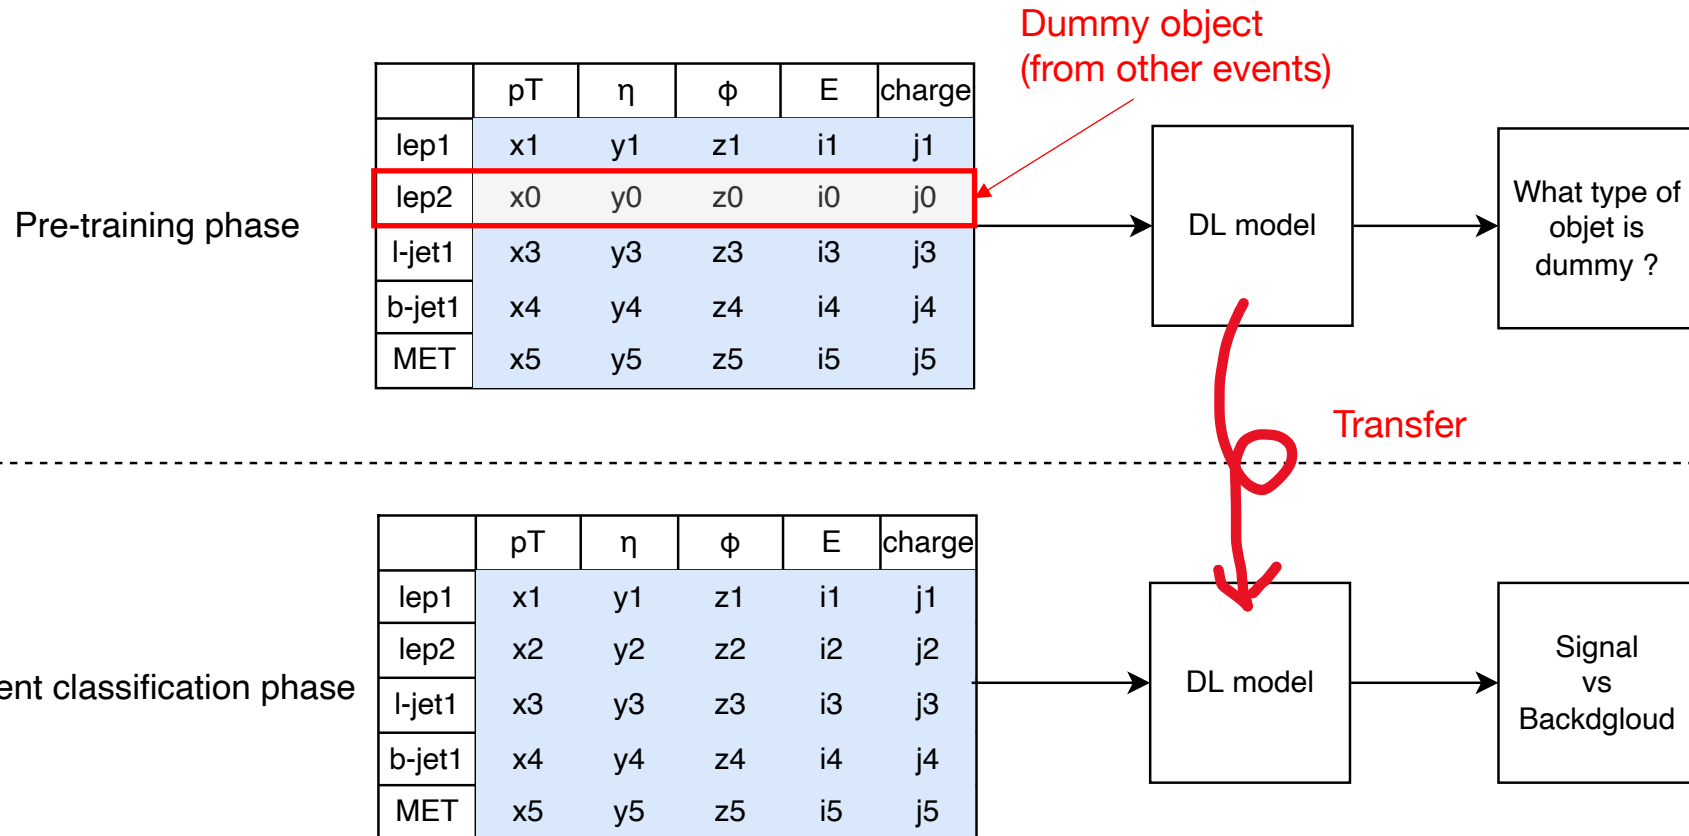 Dummy object
(from other events)
pT η ϕ E charge
lep1 x1 y1 z1 i1 j1
lep2 x0 y0 z0 i0 j0
l-jet1 x3 y3 z3 i3 j3
b-jet1 x4 y4 z4 i4 j4
MET x5 y5 z5 i5 j5
Pre-training phase
DL model
What type of
objet is
dummy ?
Transfer
pT η ϕ E charge
lep1 x1 y1 z1 i1 j1
lep2 x2 y2 z2 i2 j2
l-jet1 x3 y3 z3 i3 j3
b-jet1 x4 y4 z4 i4 j4
MET x5 y5 z5 i5 j5
ent classification phase
DL model
Signal
vs
Backdgloud